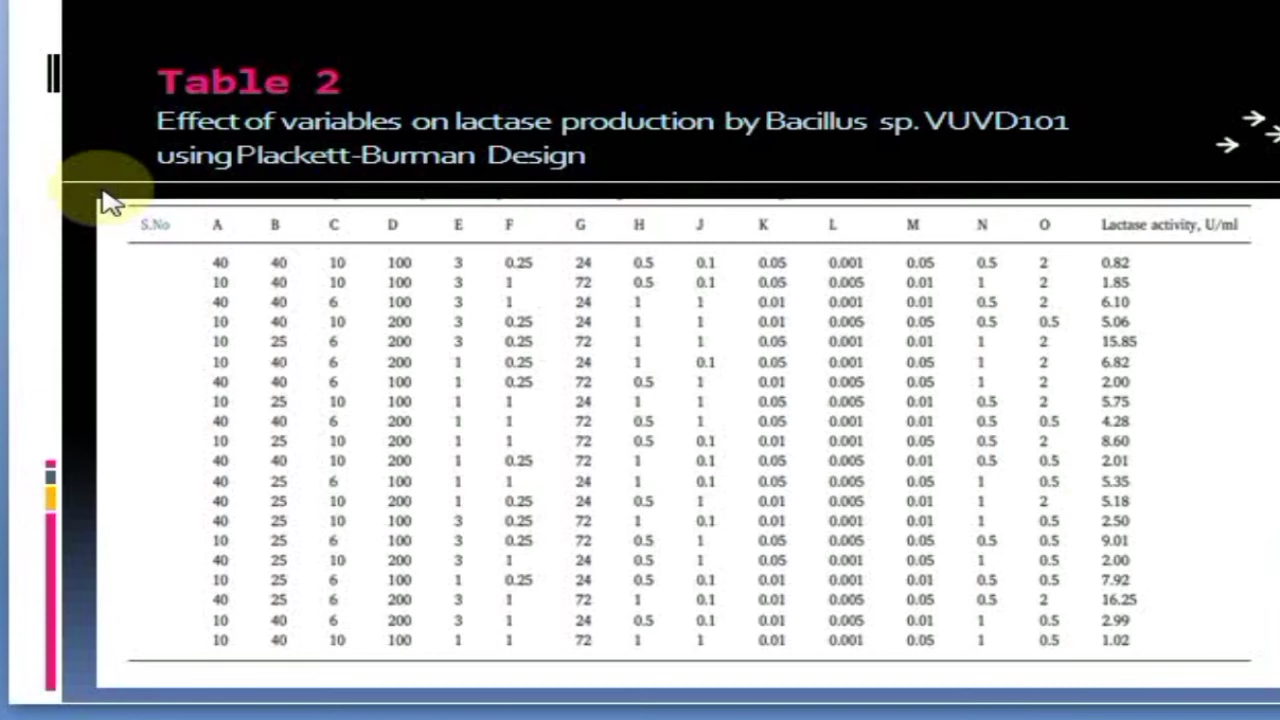 Table 2
Effect of variables on lactase production by Bacillus sp. VUVD101
using Plackett-Burman Design
S.No A B C D E F G H J K L M N O Lactase activity, U/ml
40 40 10 100 3 0.25 24 0.5 0.1 0.05 0.001 0.05 0.5 2 0.82
10 40 10 100 3 1 72 0.5 0.1 0.05 0.005 0.01 1 2 1.85
40 40 6 100 3 1 24 1 1 0.01 0.001 0.01 0.5 2 6.10
10 40 10 200 3 0.25 24 1 1 0.01 0.005 0.05 0.5 0.5 5.06
10 25 6 200 3 0.25 72 1 1 0.05 0.001 0.01 1 2 15.85
10 40 6 200 1 0.25 24 1 0.1 0.05 0.001 0.05 1 2 6.82
40 40 6 100 1 0.25 72 0.5 1 0.01 0.005 0.05 1 2 2.00
10 25 10 100 1 1 24 1 1 0.05 0.005 0.01 0.5 2 5.75
40 40 6 200 1 1 72 0.5 1 0.05 0.001 0.01 0.5 0.5 4.28
10 25 10 200 1 1 72 0.5 0.1 0.01 0.001 0.05 0.5 2 8.60
40 40 10 200 1 0.25 72 1 0.1 0.05 0.005 0.01 0.5 0.5 2.01
40 25 6 100 1 1 24 1 0.1 0.05 0.005 0.05 1 0.5 5.35
40 25 10 200 1 0.25 24 0.5 1 0.01 0.005 0.01 1 2 5.18
40 25 10 100 3 0.25 72 1 0.1 0.01 0.001 0.01 1 0.5 2.50
10 25 6 100 3 0.25 72 0.5 1 0.05 0.005 0.05 0.5 0.5 9.01
40 25 10 200 3 1 24 0.5 1 0.05 0.001 0.05 1 0.5 2.00
10 25 6 100 1 0.25 24 0.5 0.1 0.01 0.001 0.01 0.5 0.5 7.92
40 25 6 200 3 1 72 1 0.1 0.01 0.005 0.05 0.5 2 16.25
10 40 6 200 3 1 24 0.5 0.1 0.01 0.005 0.01 1 0.5 2.99
10 40 10 100 1 1 72 1 1 0.01 0.001 0.05 1 0.5 1.02